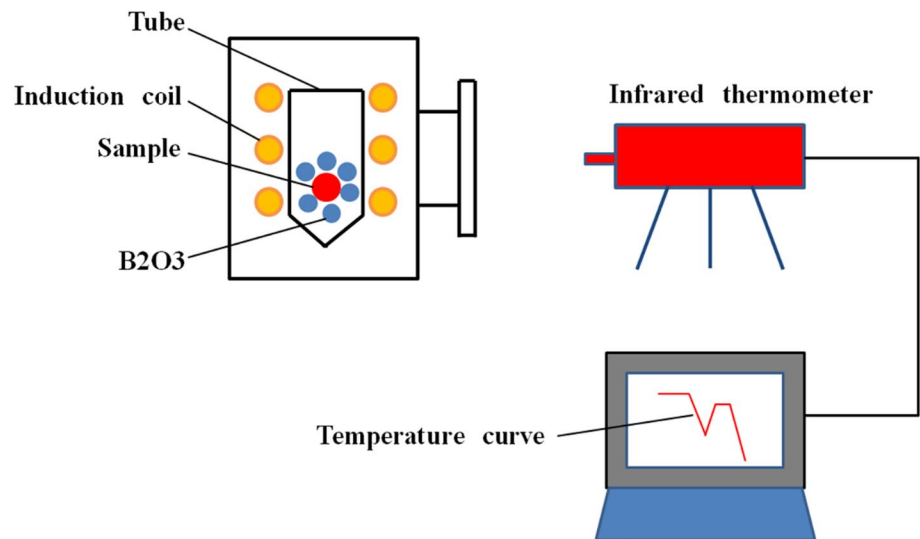 Tube
Induction coil
Infrared thermometer
Sample
B2O3
Temperature curve